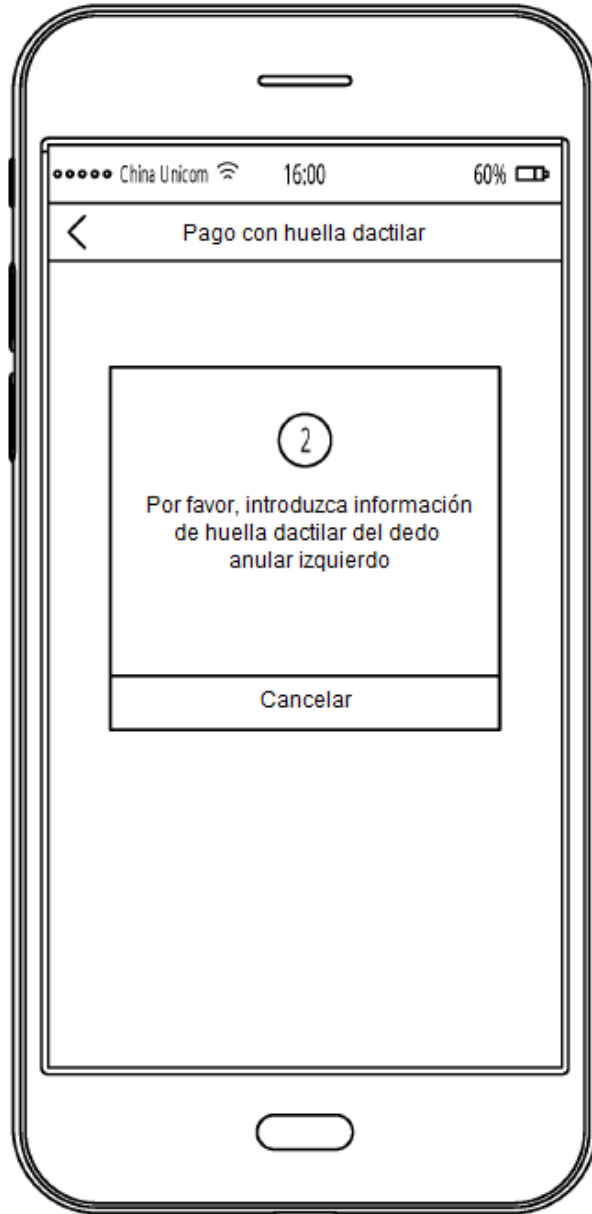 China Unicom 16:00 60%
Pago con huella dactilar
2
Por favor, introduzca información
de huella dactilar del dedo
anular izquierdo
Cancelar